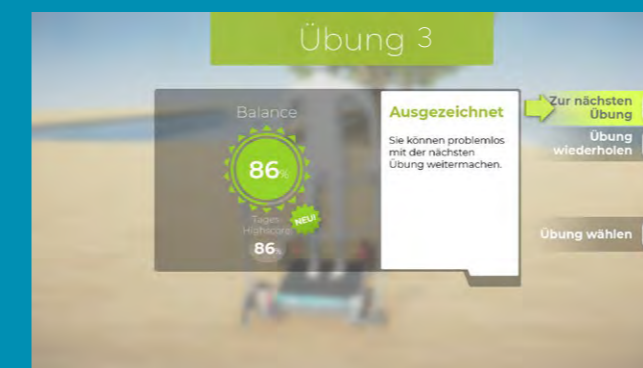 Übung 3
Balance
86%
Tages
Highscore
NEU!
86%
Ausgezeichnet
Sie können problemlos
mit der nächsten
Übung weitermachen.
Zur nächsten
Übung
Übung
wiederholen
Übung wählen